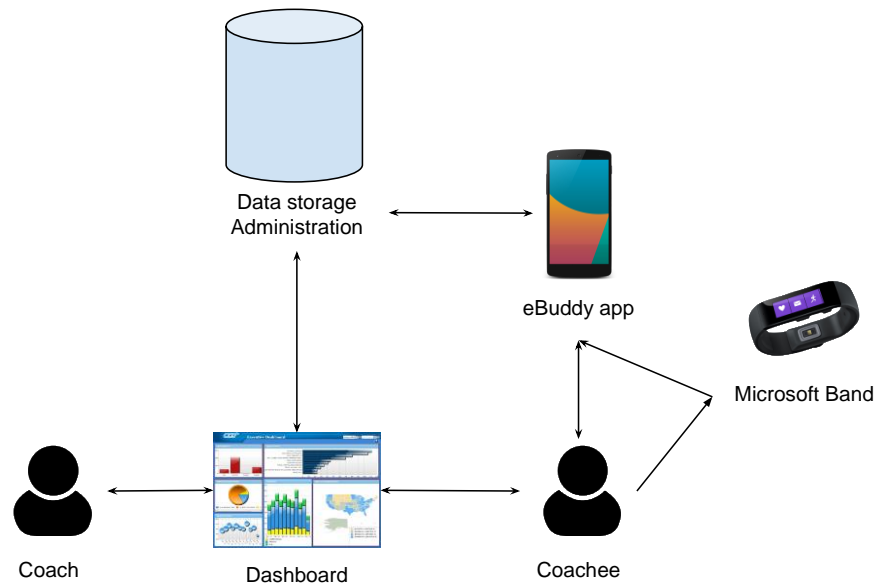 Data storage
Administration
eBuddy app
Microsoft Band
Coach
Dashboard
Coachee